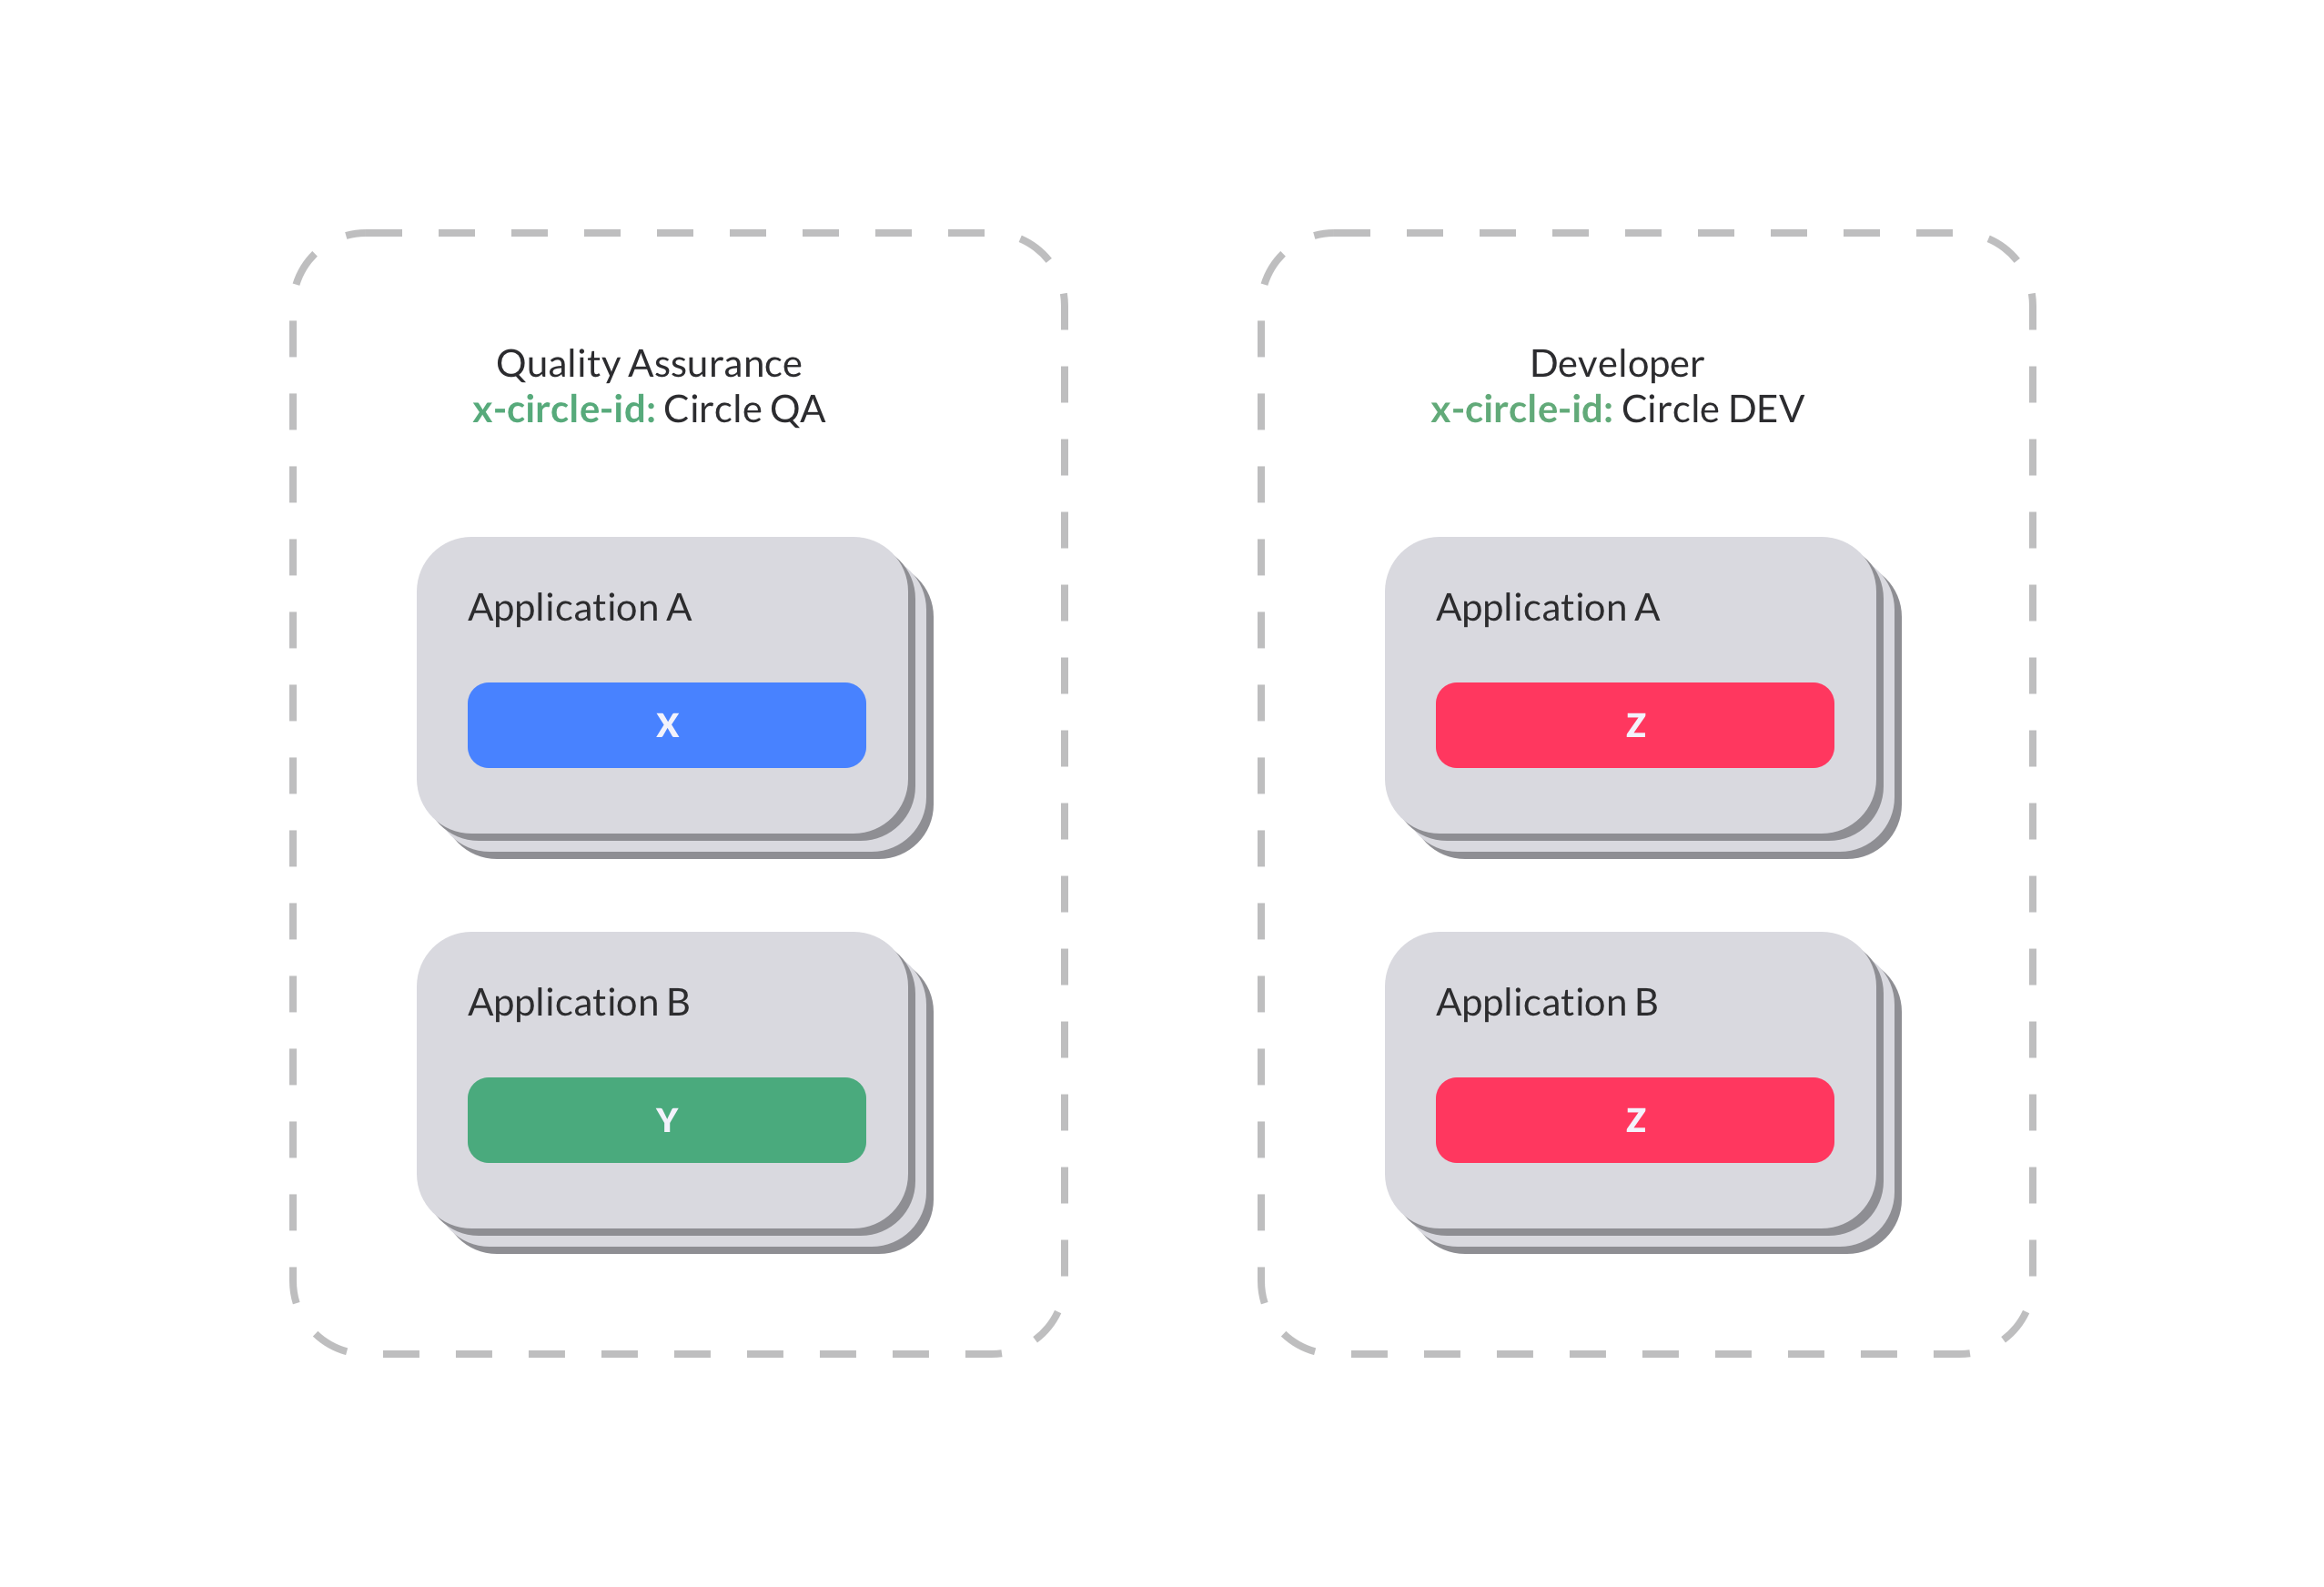 Quality Assurance
x-circle-id: Circle QA
Application A
X
Application B
Y
Developer
x-circle-id: Circle DEV
Application A
Z
Application B
Z